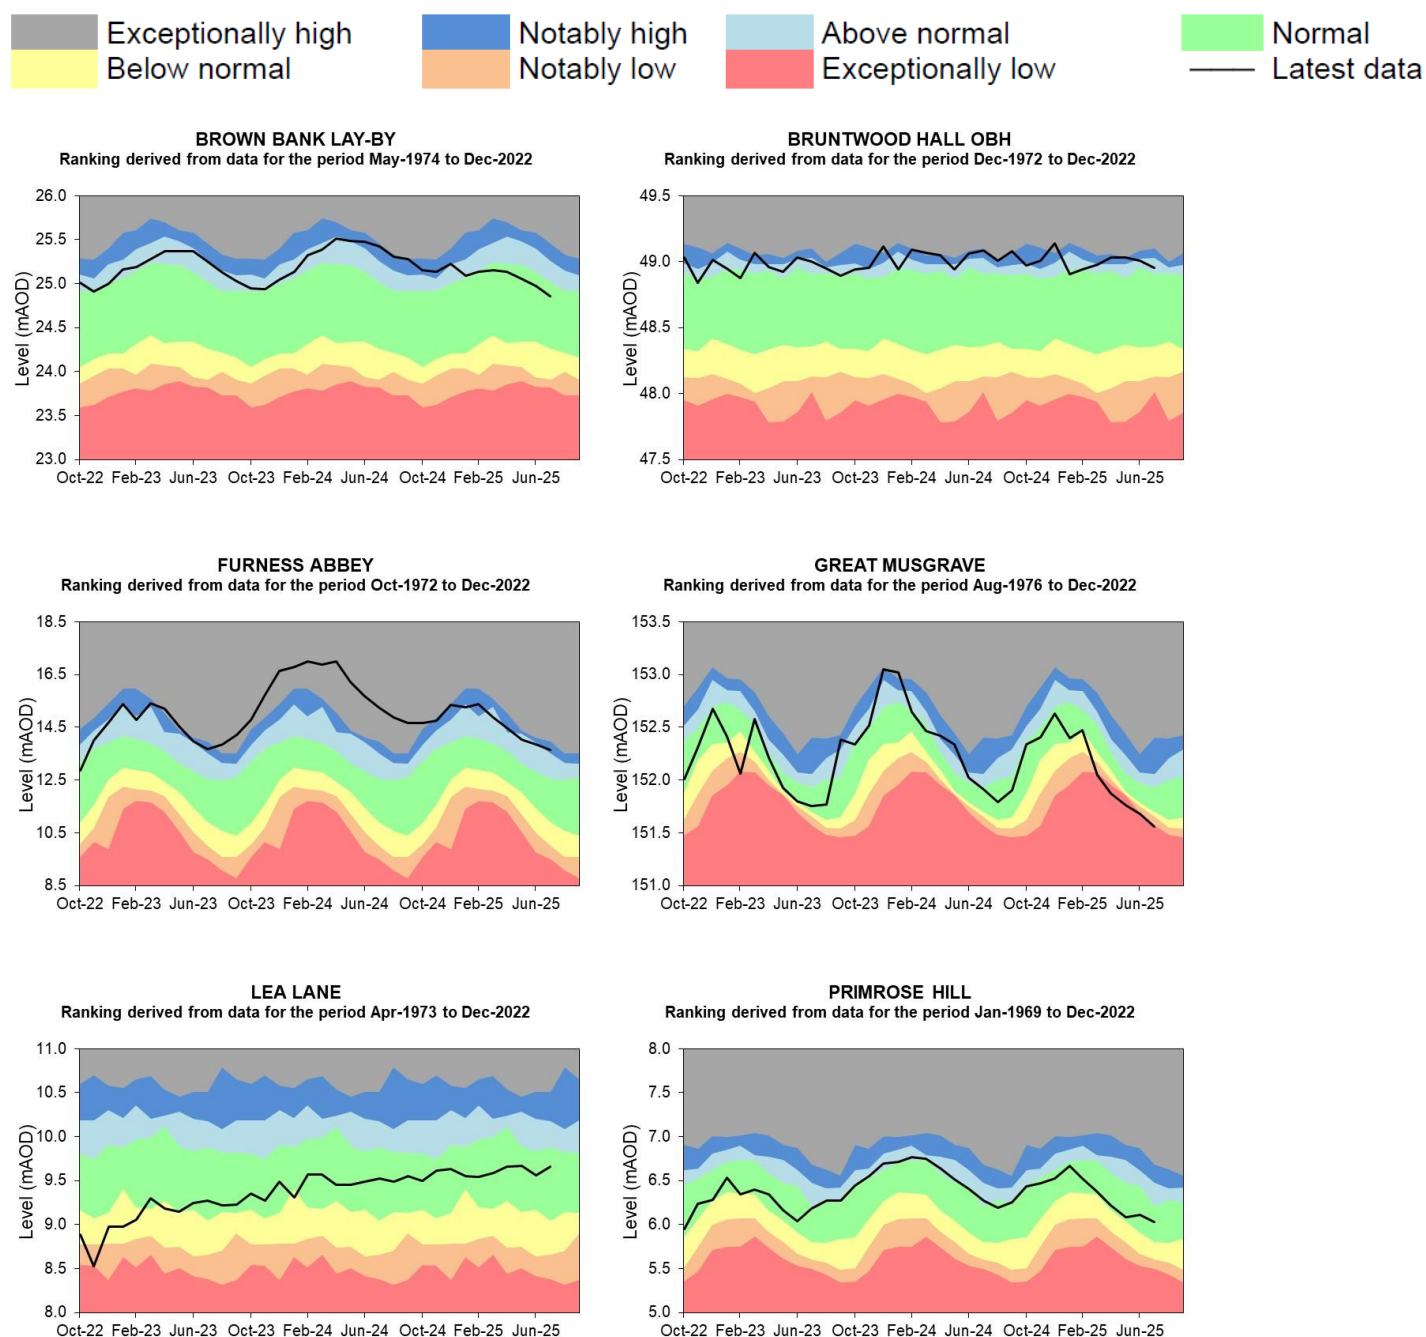 Exceptionally high Notably high Above normal Normal
Below normal Notably low Exceptionally low Latest data
BROWN BANK LAY-BY
Ranking derived from data for the period May-1974 to Dec-2022
Level (mAOD)
26.0
25.5
25.0
24.5
24.0
23.5
23.0
Oct-22 Feb-23 Jun-23 Oct-23 Feb-24 Jun-24 Oct-24 Feb-25 Jun-25
BRUNTWOOD HALL OBH
Ranking derived from data for the period Dec-1972 to Dec-2022
Level (mAOD)
49.5
49.0
48.5
48.0
47.5
Oct-22 Feb-23 Jun-23 Oct-23 Feb-24 Jun-24 Oct-24 Feb-25 Jun-25
FURNESS ABBEY
Ranking derived from data for the period Oct-1972 to Dec-2022
Level (mAOD)
18.5
16.5
14.5
12.5
10.5
8.5
Oct-22 Feb-23 Jun-23 Oct-23 Feb-24 Jun-24 Oct-24 Feb-25 Jun-25
GREAT MUSGRAVE
Ranking derived from data for the period Aug-1976 to Dec-2022
Level (mAOD)
153.5
153.0
152.5
152.0
151.5
151.0
Oct-22 Feb-23 Jun-23 Oct-23 Feb-24 Jun-24 Oct-24 Feb-25 Jun-25
LEA LANE
Ranking derived from data for the period Apr-1973 to Dec-2022
Level (mAOD)
11.0
10.5
10.0
9.5
9.0
8.5
8.0
Oct-22 Feb-23 Jun-23 Oct-23 Feb-24 Jun-24 Oct-24 Feb-25 Jun-25
PRIMROSE HILL
Ranking derived from data for the period Jan-1969 to Dec-2022
Level (mAOD)
8.0
7.5
7.0
6.5
6.0
5.5
5.0
Oct-22 Feb-23 Jun-23 Oct-23 Feb-24 Jun-24 Oct-24 Feb-25 Jun-25